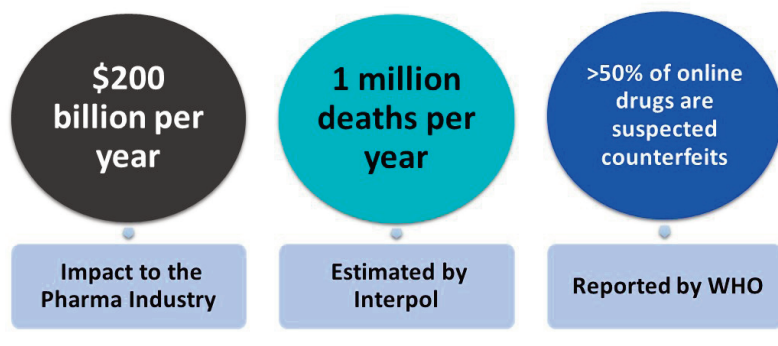 $200
billion per
year
1 million
deaths per
year
>50% of online
drugs are
suspected
counterfeits
Impact to the
Pharma Industry
Estimated by
Interpol
Reported by WHO